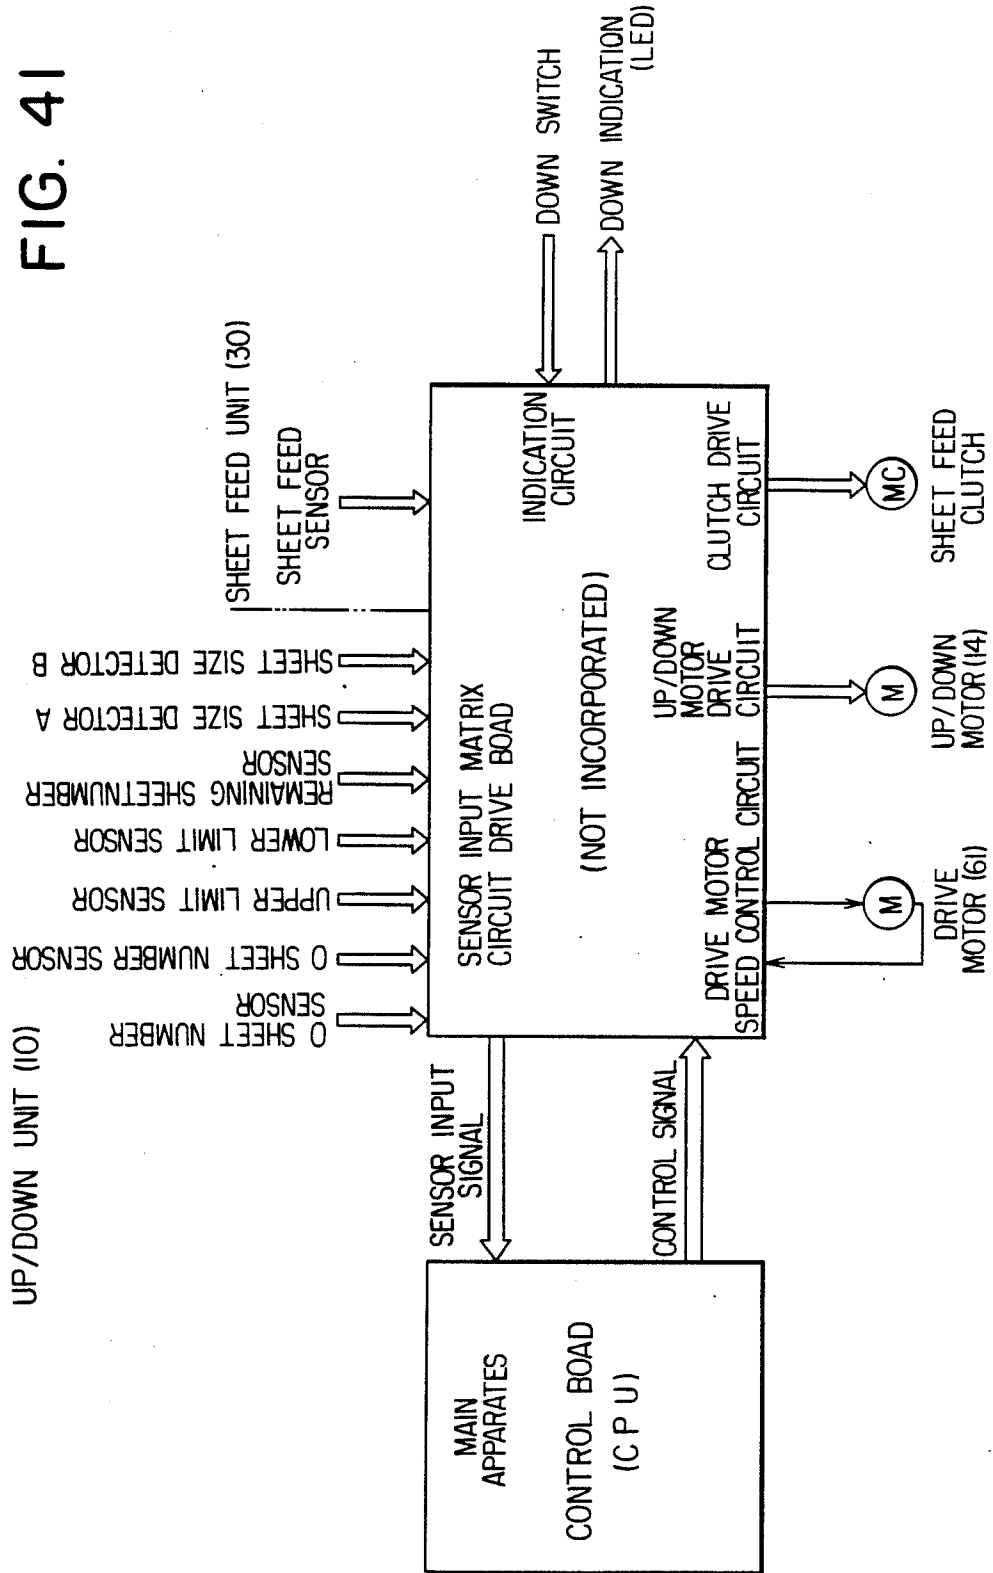 FIG. 41
UP/DOWN UNIT (10)
SHEET FEED UNIT (30)
O SHEET NUMBER
SENSOR
O SHEET NUMBER SENSOR
UPPER LIMIT SENSOR
LOWER LIMIT SENSOR
REMAINING SHEETNUMBER
SENSOR
SHEET SIZE DETECTOR A
SHEET SIZE DETECTOR B
SHEET FEED
SENSOR
MAIN
APPARATES
CONTROL BOAD
(CPU)
SENSOR INPUT
SIGNAL
CONTROL SIGNAL
SENSOR INPUT MATRIX
CIRCUIT DRIVE BOAD
(NOT INCORPORATED)
INDICATION
CIRCUIT
DOWN SWITCH
DOWN INDICATION
(LED)
DRIVE MOTOR
SPEED CONTROL CIRCUIT
UP/DOWN
MOTOR
DRIVE
CIRCUIT
CLUTCH DRIVE
CIRCUIT
M
DRIVE
MOTOR (61)
M
UP/DOWN
MOTOR (14)
MC
SHEET FEED
CLUTCH